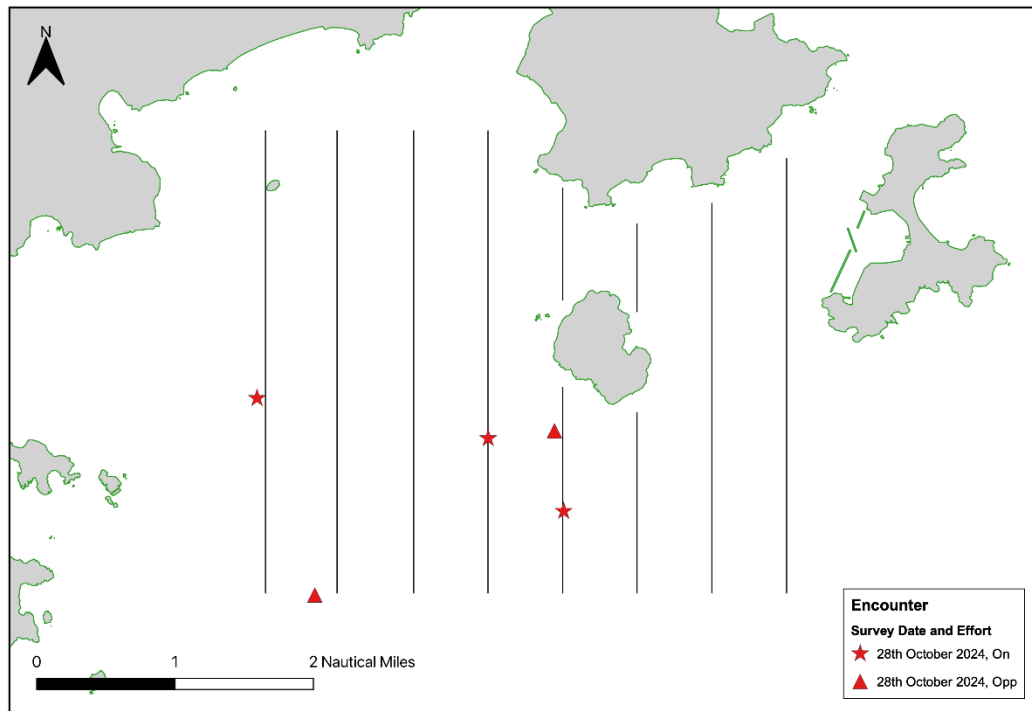 N
0 1 2 Nautical Miles
Encounter
Survey Date and Effort
28th October 2024, On
28th October 2024, Opp